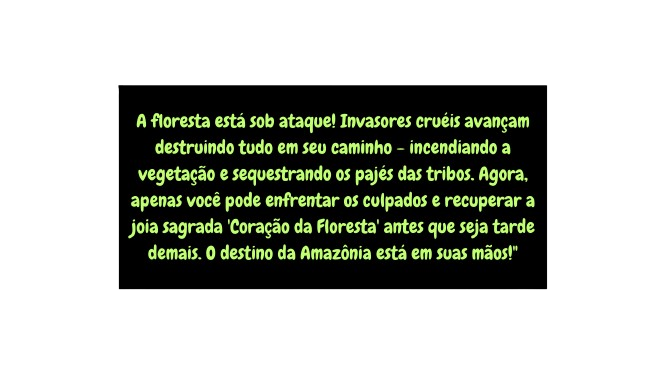 A floresta está sob ataque! Invasores cruéis avançam
destruindo tudo em seu caminho - incendiando a
vegetação e sequestrando os pajés das tribos. Agora,
apenas você pode enfrentar os culpados e recuperar a
joia sagrada 'Coração da Floresta' antes que seja tarde
demais. O destino da Amazônia está em suas mãos!"